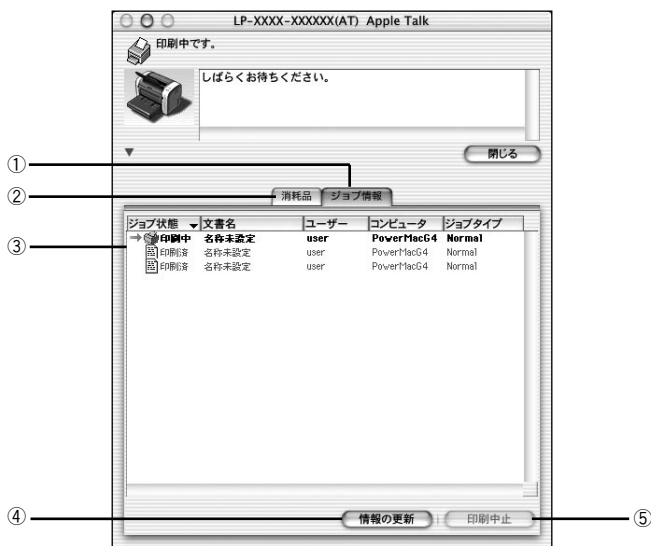 LP-XXXX-XXXXXX(AT) Apple Talk
印刷中です。
しばらくお待ちください。
閉じる
①
②
消耗品 ジョブ情報
ジョブ状態 文書名 ユーザー コンピュータ ジョブタイプ
③
印刷中 名称未設定 user PowerMacG4 Normal
印刷済 名称未設定 user PowerMacG4 Normal
印刷済 名称未設定 user PowerMacG4 Normal
④
情報の更新 印刷中止
⑤